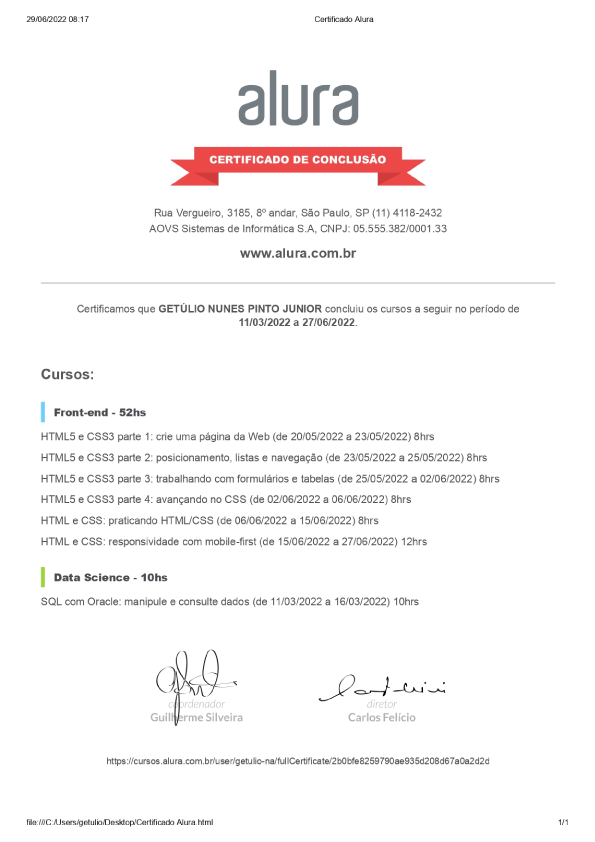 29/06/2022 08:17 Certificado Alura
alura
CERTIFICADO DE CONCLUSÃO
Rua Vergueiro, 3185, 8º andar, São Paulo, SP (11) 4118-2432
AOVS Sistemas de Informática S.A, CNPJ: 05.555.382/0001.33
www.alura.com.br
Certificamos que GETÚLIO NUNES PINTO JUNIOR concluiu os cursos a seguir no período de
11/03/2022 a 27/06/2022.
Cursos:
Front-end - 52hs
HTML5 e CSS3 parte 1: crie uma página da Web (de 20/05/2022 a 23/05/2022) 8hrs
HTML5 e CSS3 parte 2: posicionamento, listas e navegação (de 23/05/2022 a 25/05/2022) 8hrs
HTML5 e CSS3 parte 3: trabalhando com formulários e tabelas (de 25/05/2022 a 02/06/2022) 8hrs
HTML5 e CSS3 parte 4: avançando no CSS (de 02/06/2022 a 06/06/2022) 8hrs
HTML e CSS: praticando HTML/CSS (de 06/06/2022 a 15/06/2022) 8hrs
HTML e CSS: responsividade com mobile-first (de 15/06/2022 a 27/06/2022) 12hrs
Data Science - 10hs
SQL com Oracle: manipule e consulte dados (de 11/03/2022 a 16/03/2022) 10hrs
coordenador diretor
Guilherme Silveira Carlos Felício
https://cursos.alura.com.br/user/getulio-na/fullCertificate/2b0bfe8259790ae935d208d67a0a2d2d
file:///C:/Users/getulio/Desktop/Certificado Alura.html 1/1